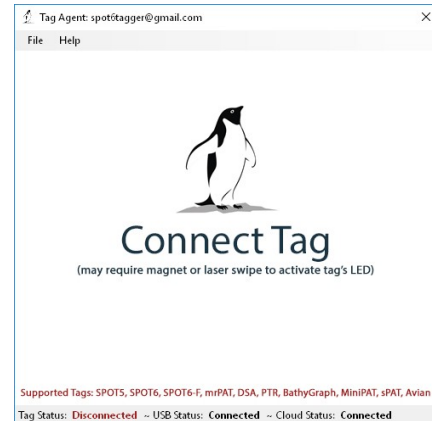 Tag Agent: spot6tagger@gmail.com
File Help
Connect Tag
(may require magnet or laser swipe to activate tag's LED)
Supported Tags: SPOT5, SPOT6, SPOT6-F, mrPAT, DSA, PTR, BathyGraph, MiniPAT, sPAT, Avian
Tag Status: Disconnected ~ USB Status: Connected ~ Cloud Status: Connected